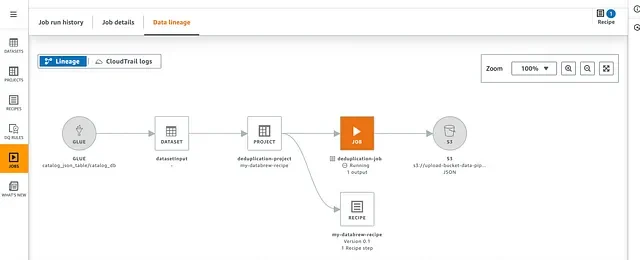 Job run history
Job details
Data lineage
1
Recipe
DATASETS
PROJECTS
RECIPES
DQ RULES
JOBS
WHAT'S NEW
Lineage
CloudTrail logs
Zoom
100%
GLUE
GLUE
catalog_json_table/catalog_db
DATASET
datasetinput
-
PROJECT
deduplication-project
my-databrew-recipe
JOB
deduplication-job
Running
1 output
S3
S3
s3://upload-bucket-data-pip...
JSON
RECIPE
my-databrew-recipe
Version 0.1
1 Recipe step